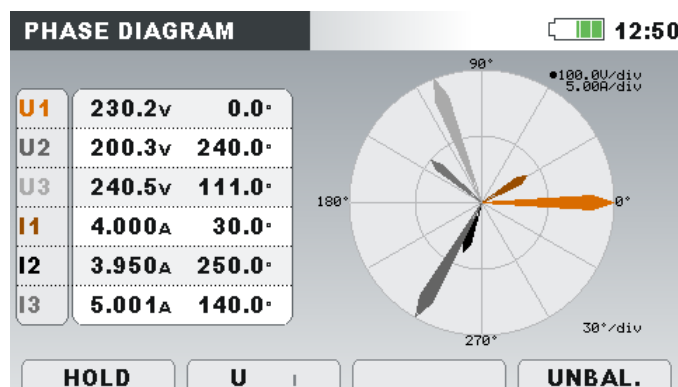 PHASE DIAGRAM 12:50
90°
●100.0V/div
5.00A/div
U1 230.2V 0.0°
U2 200.3V 240.0°
U3 240.5V 111.0°
180° 0°
I1 4.000A 30.0°
I2 3.950A 250.0°
I3 5.001A 140.0°
30°/div
270°
HOLD U I UNBAL.